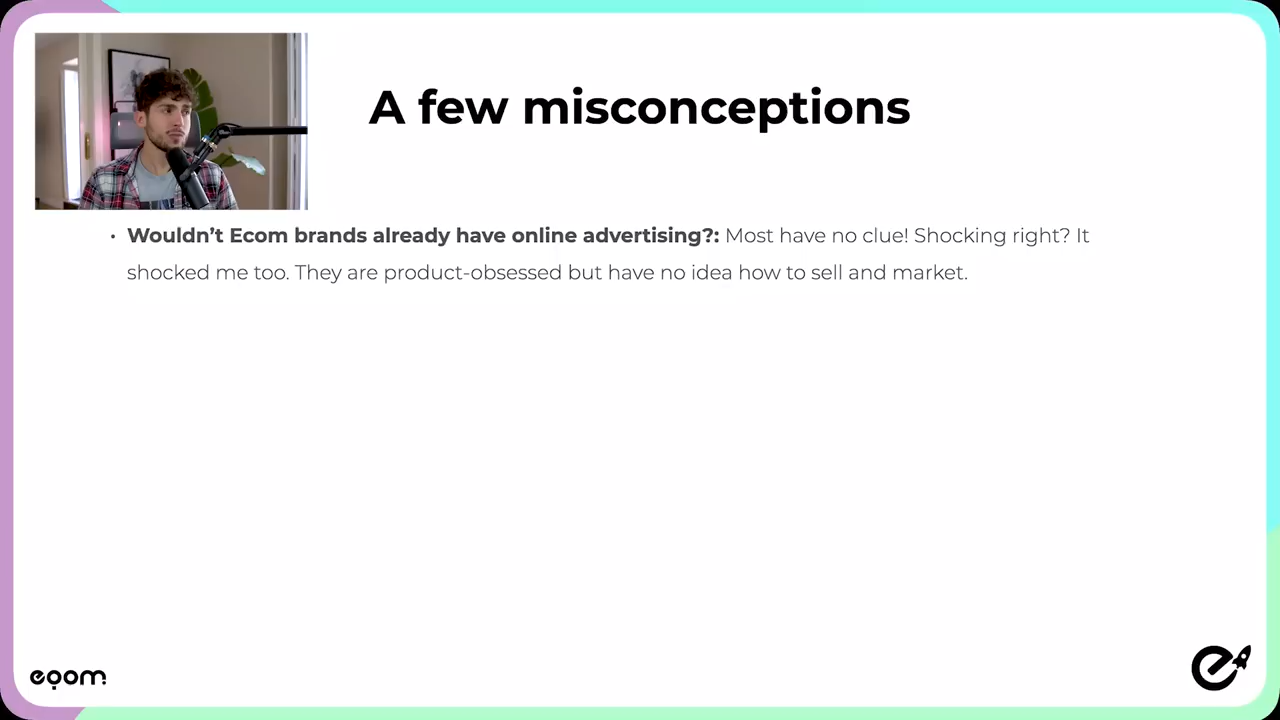 A few misconceptions
• Wouldn’t Ecom brands already have online advertising?: Most have no clue! Shocking right? It
shocked me too. They are product-obsessed but have no idea how to sell and market.
eqom